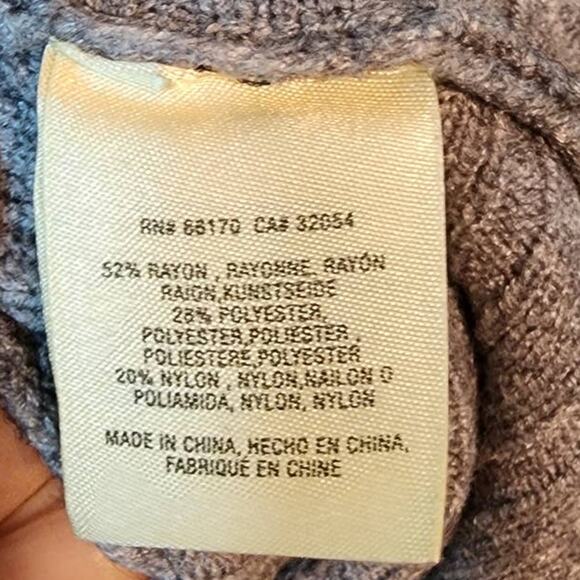 RN# 66170 CA# 32054
52% RAYON , RAYONNE, RAYÓN
RAION,KUNSTSEIDE
28% POLYESTER,
POLYESTER,POLIESTER ,
POLIESTERE,POLYESTER
20% NYLON , NYLON,NAILON O
POLIAMIDA, NYLON, NYLON
MADE IN CHINA, HECHO EN CHINA,
FABRIQUÉ EN CHINE